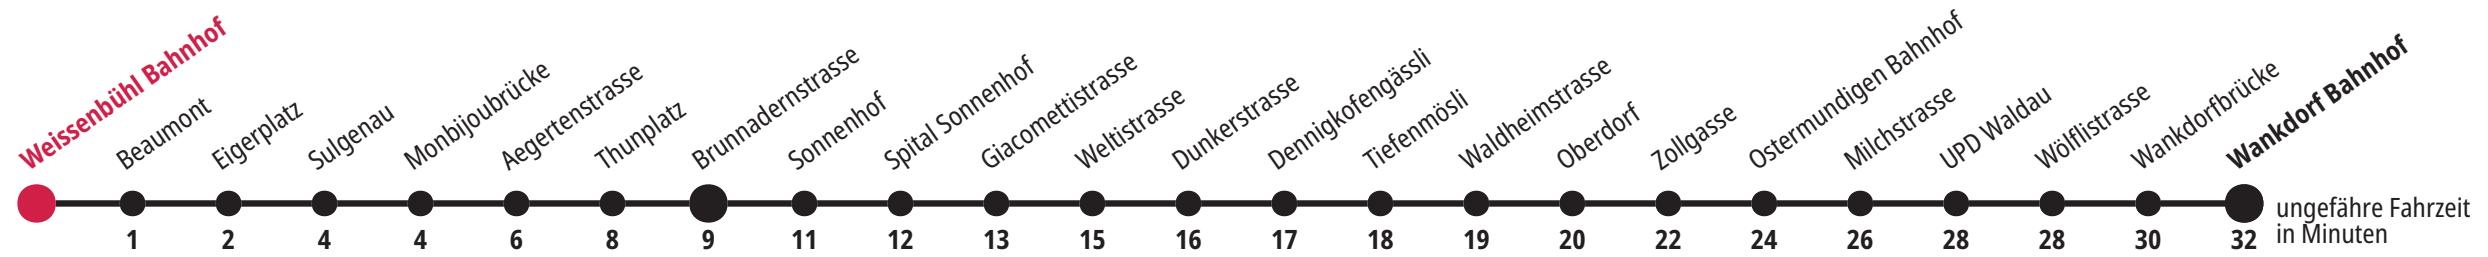 Weissenbühl Bahnhof
Beaumont
Eigerplatz
Sulgenau
Monbijoubrücke
Aegertenstrasse
Thunplatz
Brunnadernstrasse
Sonnenhof
Spital Sonnenhof
Giacomettistrasse
Weltistrasse
Dunkerstrasse
Dennigkofengässli
Tiefenmösli
Waldheimstrasse
Oberdorf
Zollgasse
Ostermundigen Bahnhof
Milchstrasse
UPD Waldau
Wölflistrasse
Wankdorfbrücke
Wankdorf Bahnhof
1 2 4 4 6 8 9 11 12 13 15 16 17 18 19 20 22 24 26 28 28 30 32
ungefähre Fahrzeit
in Minuten